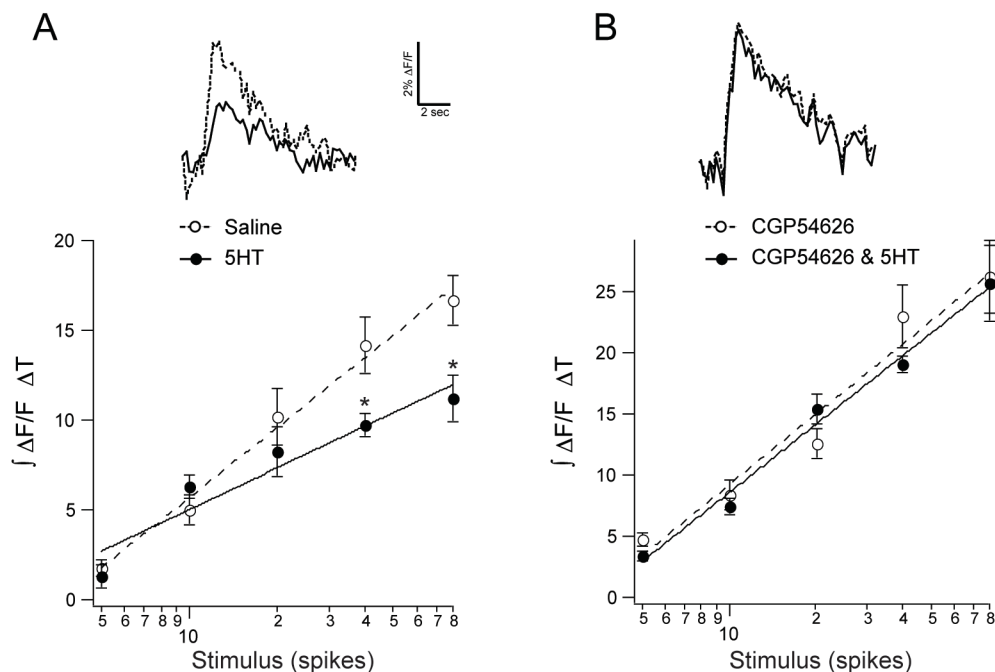 A
2% ΔF/F
2 sec
Saline
5HT
∫ ΔF/F ΔT
20
15
10
5
0
*
*
5 6 7 8 9 2 3 4 5 6 7 8
10
Stimulus (spikes)
B
CGP54626
CGP54626 & 5HT
∫ ΔF/F ΔT
25
20
15
10
5
0
5 6 7 8 9 2 3 4 5 6 7 8
10
Stimulus (spikes)